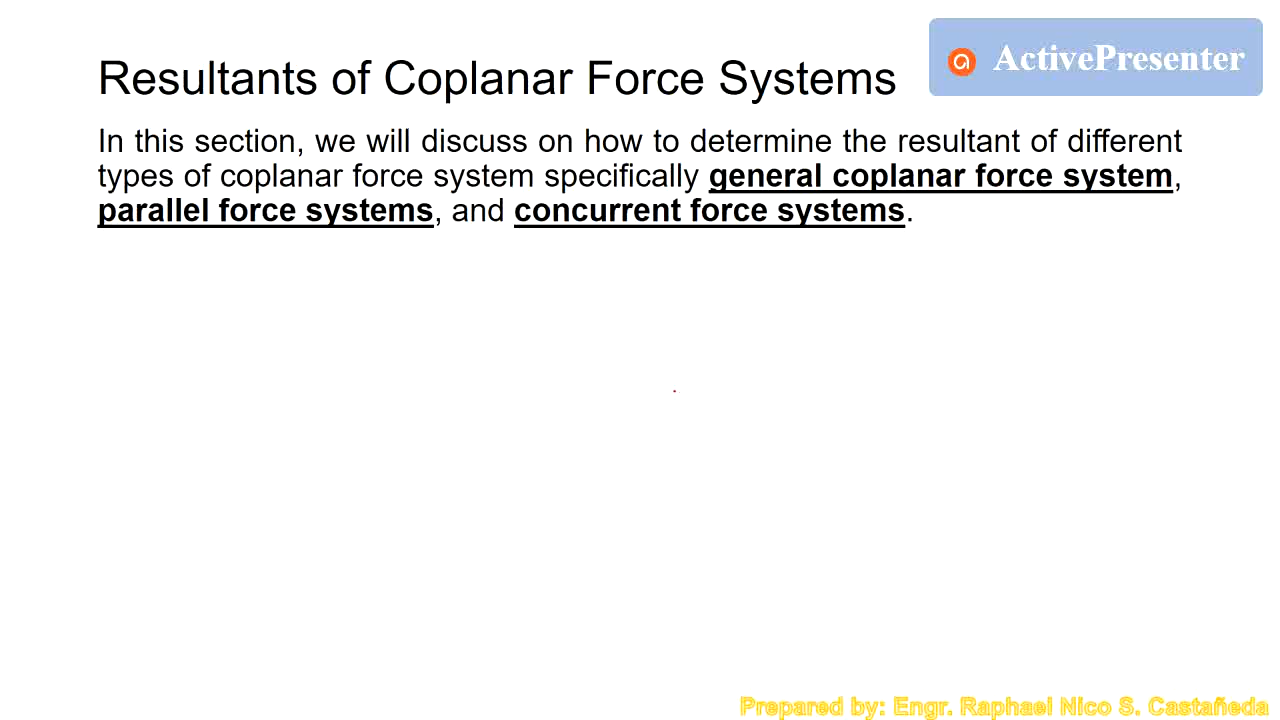 Resultants of Coplanar Force Systems
ActivePresenter
In this section, we will discuss on how to determine the resultant of different
types of coplanar force system specifically general coplanar force system,
parallel force systems, and concurrent force systems.
Prepared by: Engr. Raphael Nico S. Castañeda